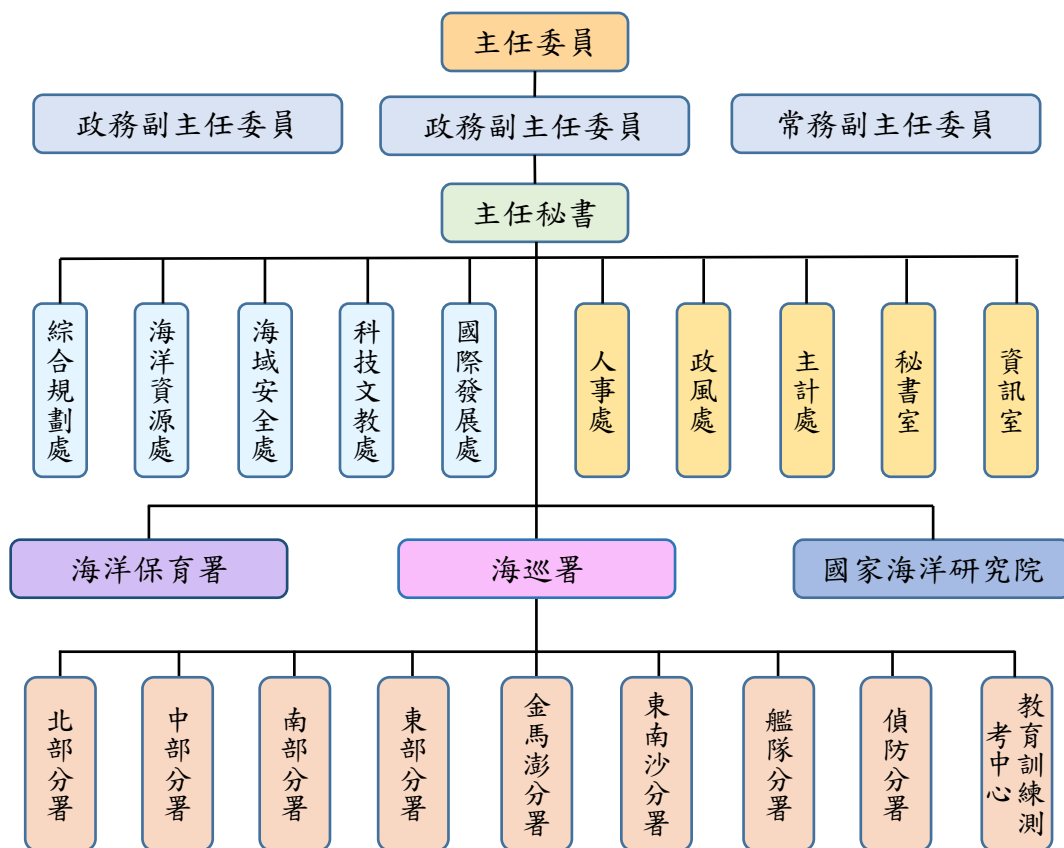 主任委員
政務副主任委員
政務副主任委員
常務副主任委員
主任秘書
綜合規劃處
海洋資源處
海域安全處
科技文教處
國際發展處
人事處
政風處
主計處
秘書室
資訊室
海洋保育署
海巡署
國家海洋研究院
北部分署
中部分署
南部分署
東部分署
金馬澎分署
東南沙分署
艦隊分署
偵防分署
教育訓練測
考中心